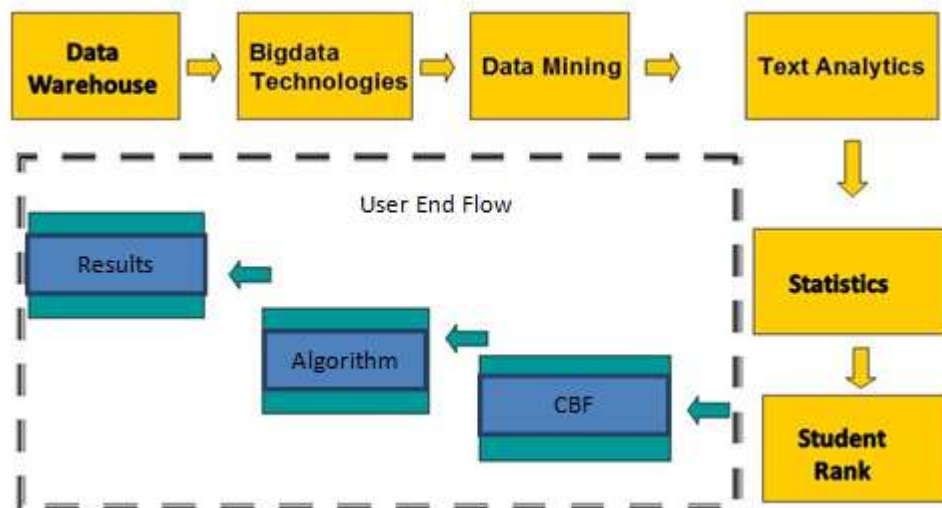 Data
Warehouse
Bigdata
Technologies
Data Mining
Text Analytics
User End Flow
Results
Statistics
Algorithm
CBF
Student
Rank